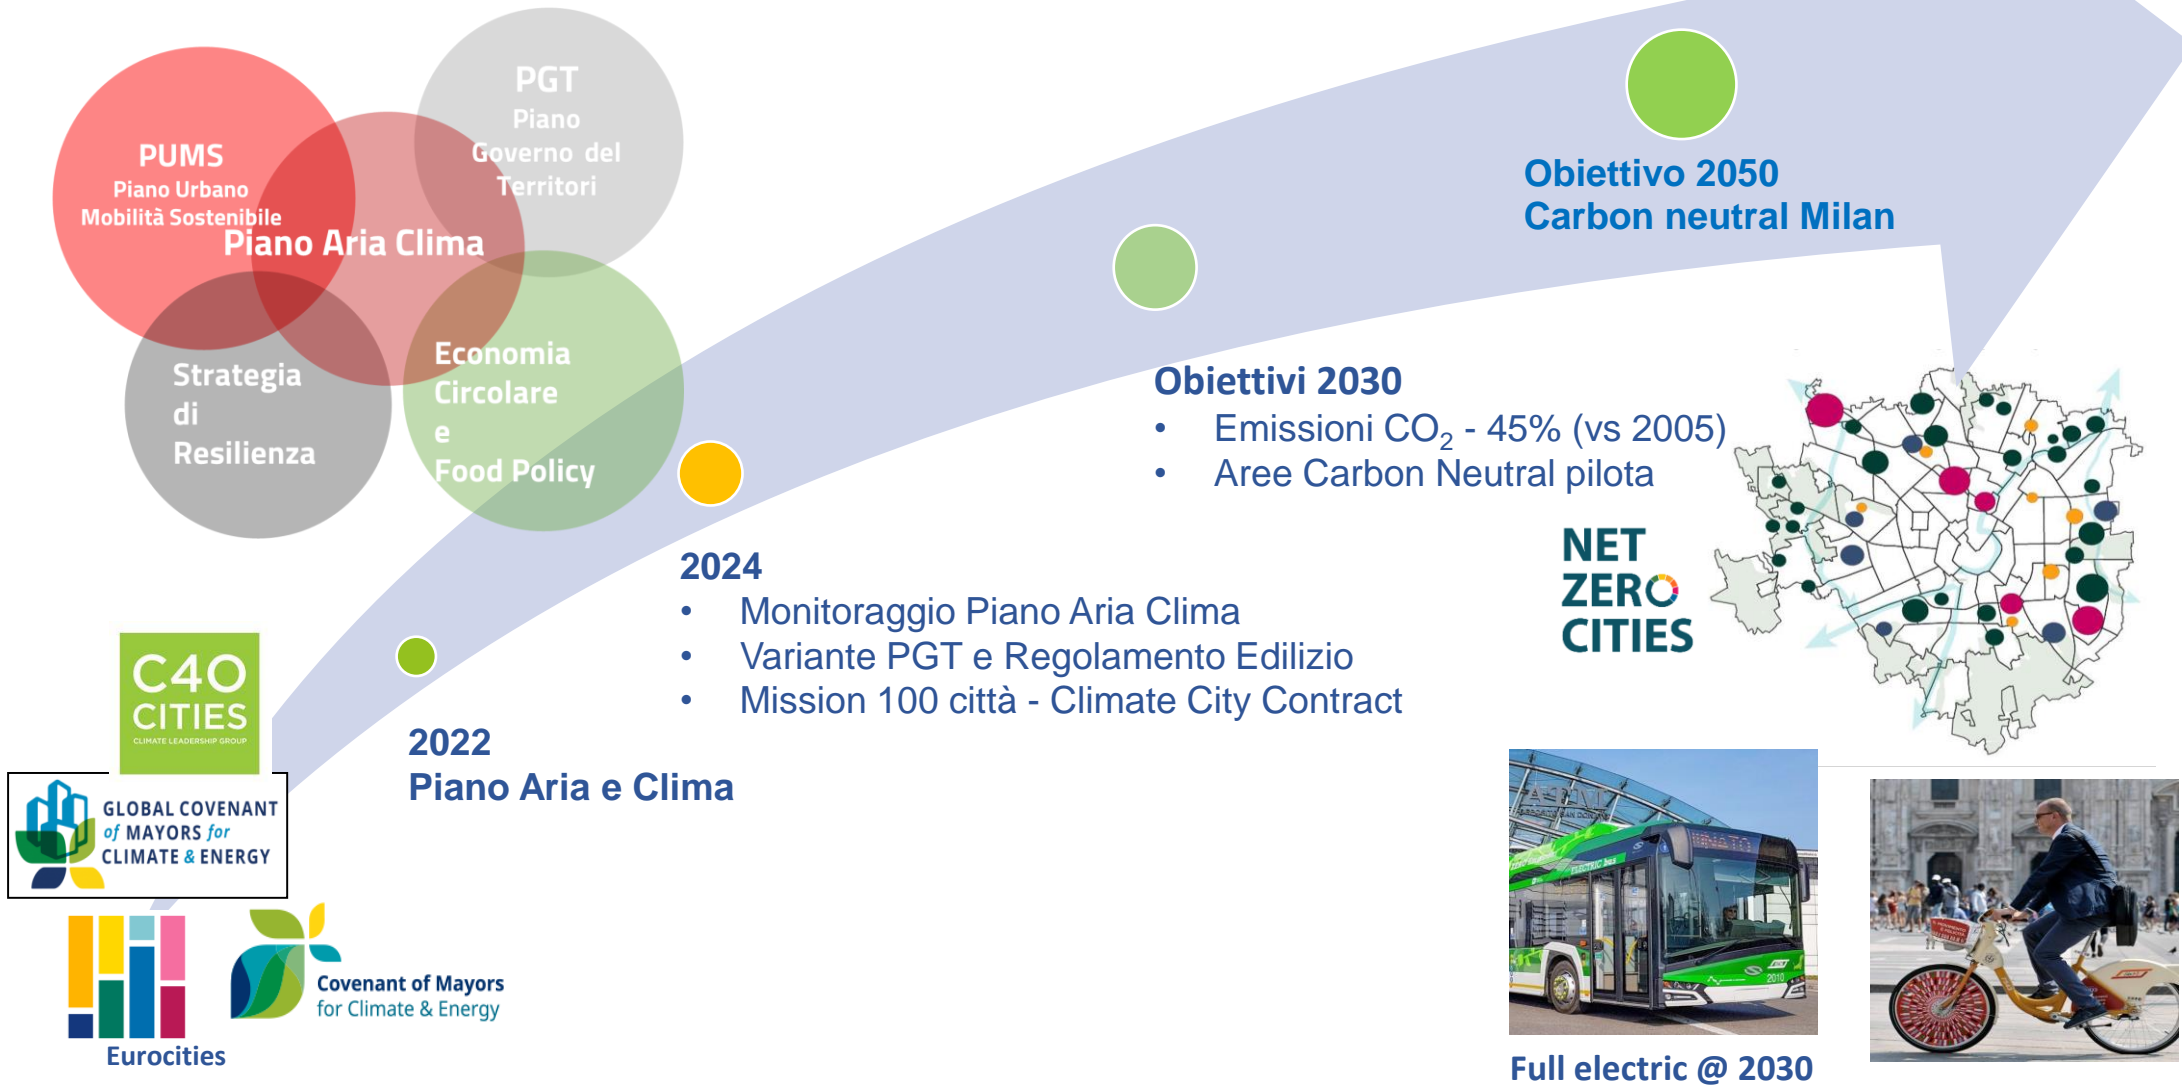 PUMS
Piano Urbano
Mobilità Sostenibile
PGT
Piano
Governo del
Territori
Piano Aria Clima
Strategia
di
Resilienza
Economia
Circolare
e
Food Policy
Obiettivo 2050
Carbon neutral Milan
Obiettivi 2030
• Emissioni CO₂ - 45% (vs 2005)
• Aree Carbon Neutral pilota
2024
• Monitoraggio Piano Aria Clima
• Variante PGT e Regolamento Edilizio
• Mission 100 città - Climate City Contract
2022
Piano Aria e Clima
NET
ZERO
CITIES
C40
CITIES
CLIMATE LEADERSHIP GROUP
GLOBAL COVENANT
of MAYORS for
CLIMATE & ENERGY
Eurocities
Covenant of Mayors
for Climate & Energy
ATM
ELECTRIC bus
2010
Full electric @ 2030